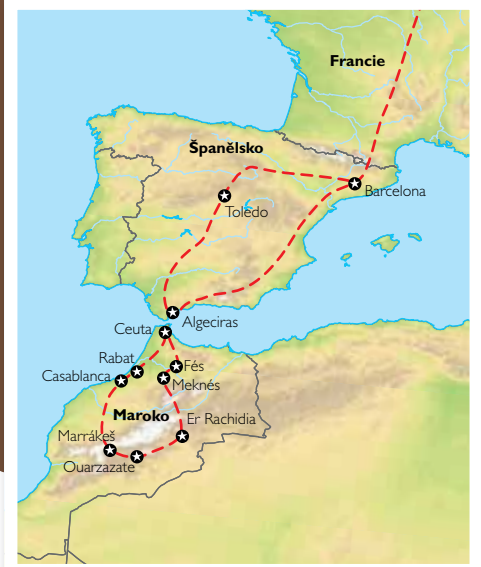 Francie
Španělsko
Barcelona
Toledo
Algeciras
Ceuta
Rabat
Fés
Casablanca
Meknés
Maroko
Er Rachidia
Marrákeš
Ouarzazate